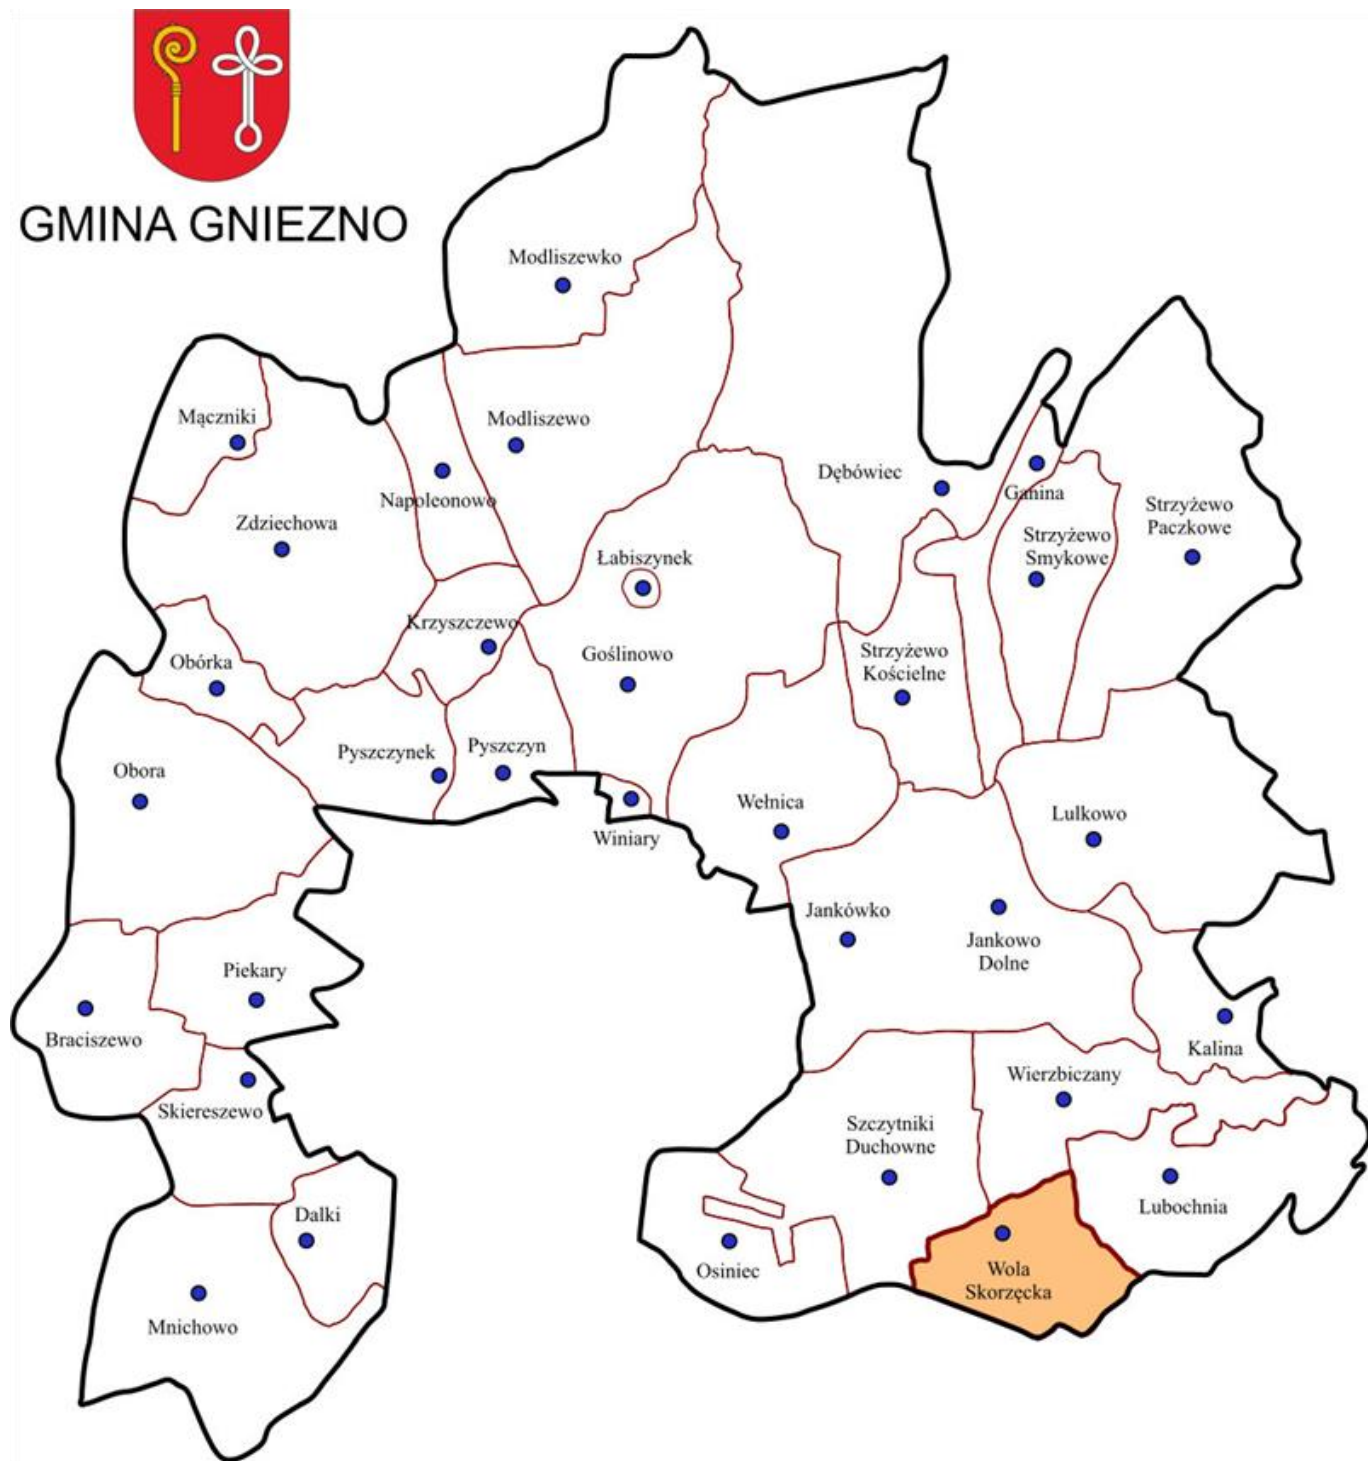 GMINA GNIEZNO
Modliszewko
Mączniki
Modliszewo
Napoleonowo
Zdziechowa
Dębówiec
Ganina
Strzyżewo
Paczkowe
Strzyżewo
Smykowe
Łabiszynek
Krzyszczewo
Goślinowo
Strzyżewo
Kościelne
Obórka
Pyszczynek
Pyszczyn
Obora
Winiary
Wełnica
Lulkowo
Jankówko
Jankowo
Dolne
Piekary
Braciszewo
Kalina
Skiereszewo
Wierzbiczany
Szczytniki
Duchowne
Dalki
Lubochnia
Osiniec
Wola
Skorzęcka
Mnichowo